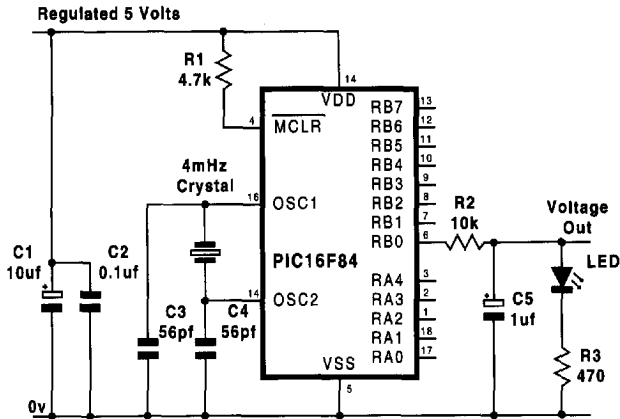 Regulated 5 Volts
R1
4.7k
14
VDD
4
MCLR
RB7
13
RB6
12
RB5
11
RB4
10
RB3
9
RB2
8
RB1
7
RB0
6
4mHz
Crystal
16
OSC1
PIC16F84
14
OSC2
RA4
3
RA3
2
RA2
1
RA1
18
RA0
17
VSS
5
R2
10k
Voltage
Out
LED
C1
10uf
+
C2
0.1uf
C3
56pf
C4
56pf
+
C5
1uf
R3
470
0v